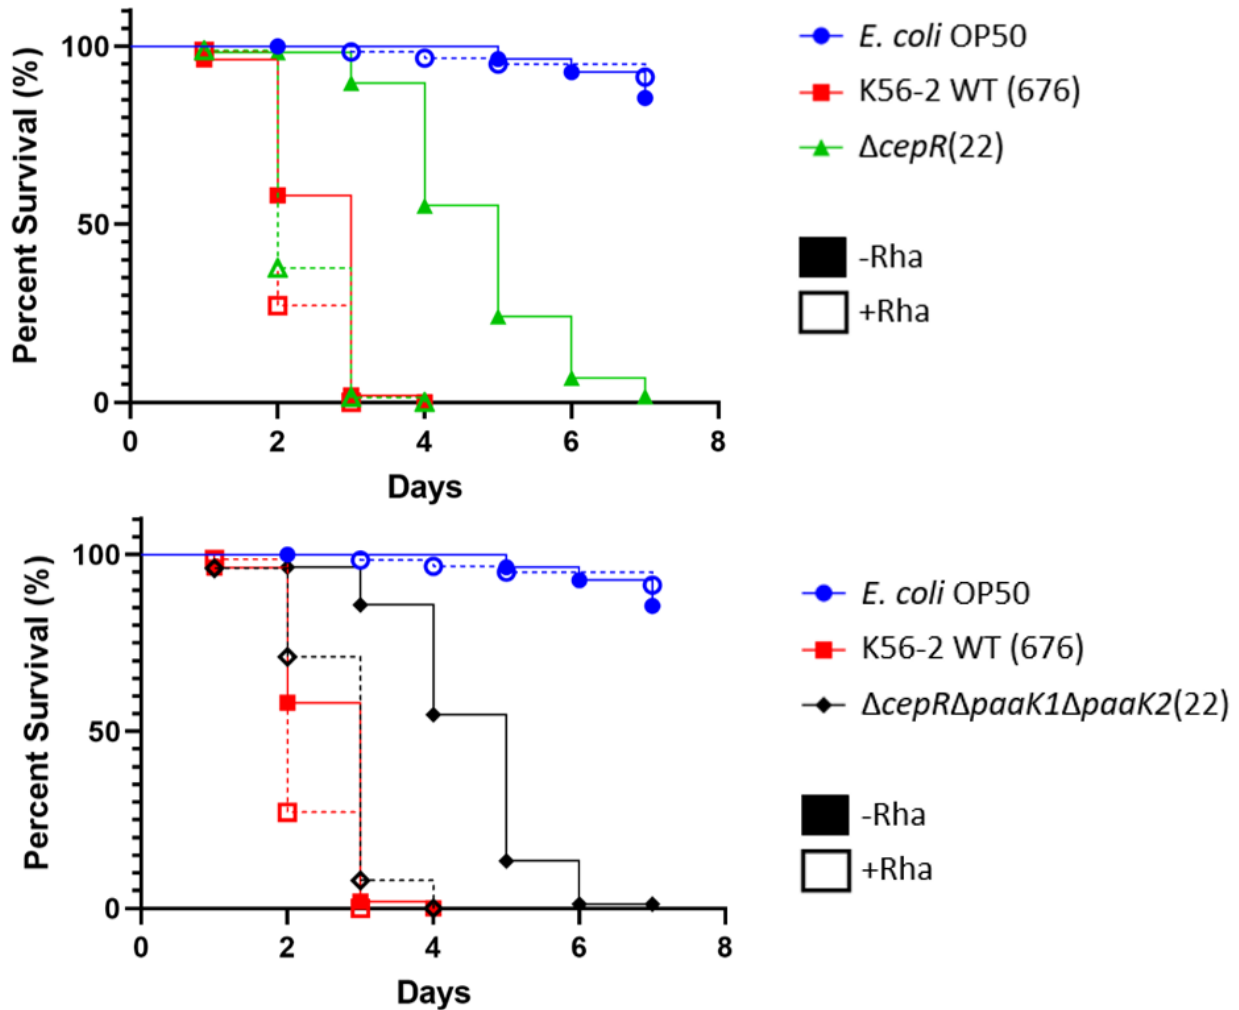 Percent Survival (%)
100
50
0
0 2 4 6 8
Days
E. coli OP50
K56-2 WT (676)
ΔcepR(22)
-Rha
+Rha
Percent Survival (%)
100
50
0
0 2 4 6 8
Days
E. coli OP50
K56-2 WT (676)
ΔcepRΔpaaK1ΔpaaK2(22)
-Rha
+Rha